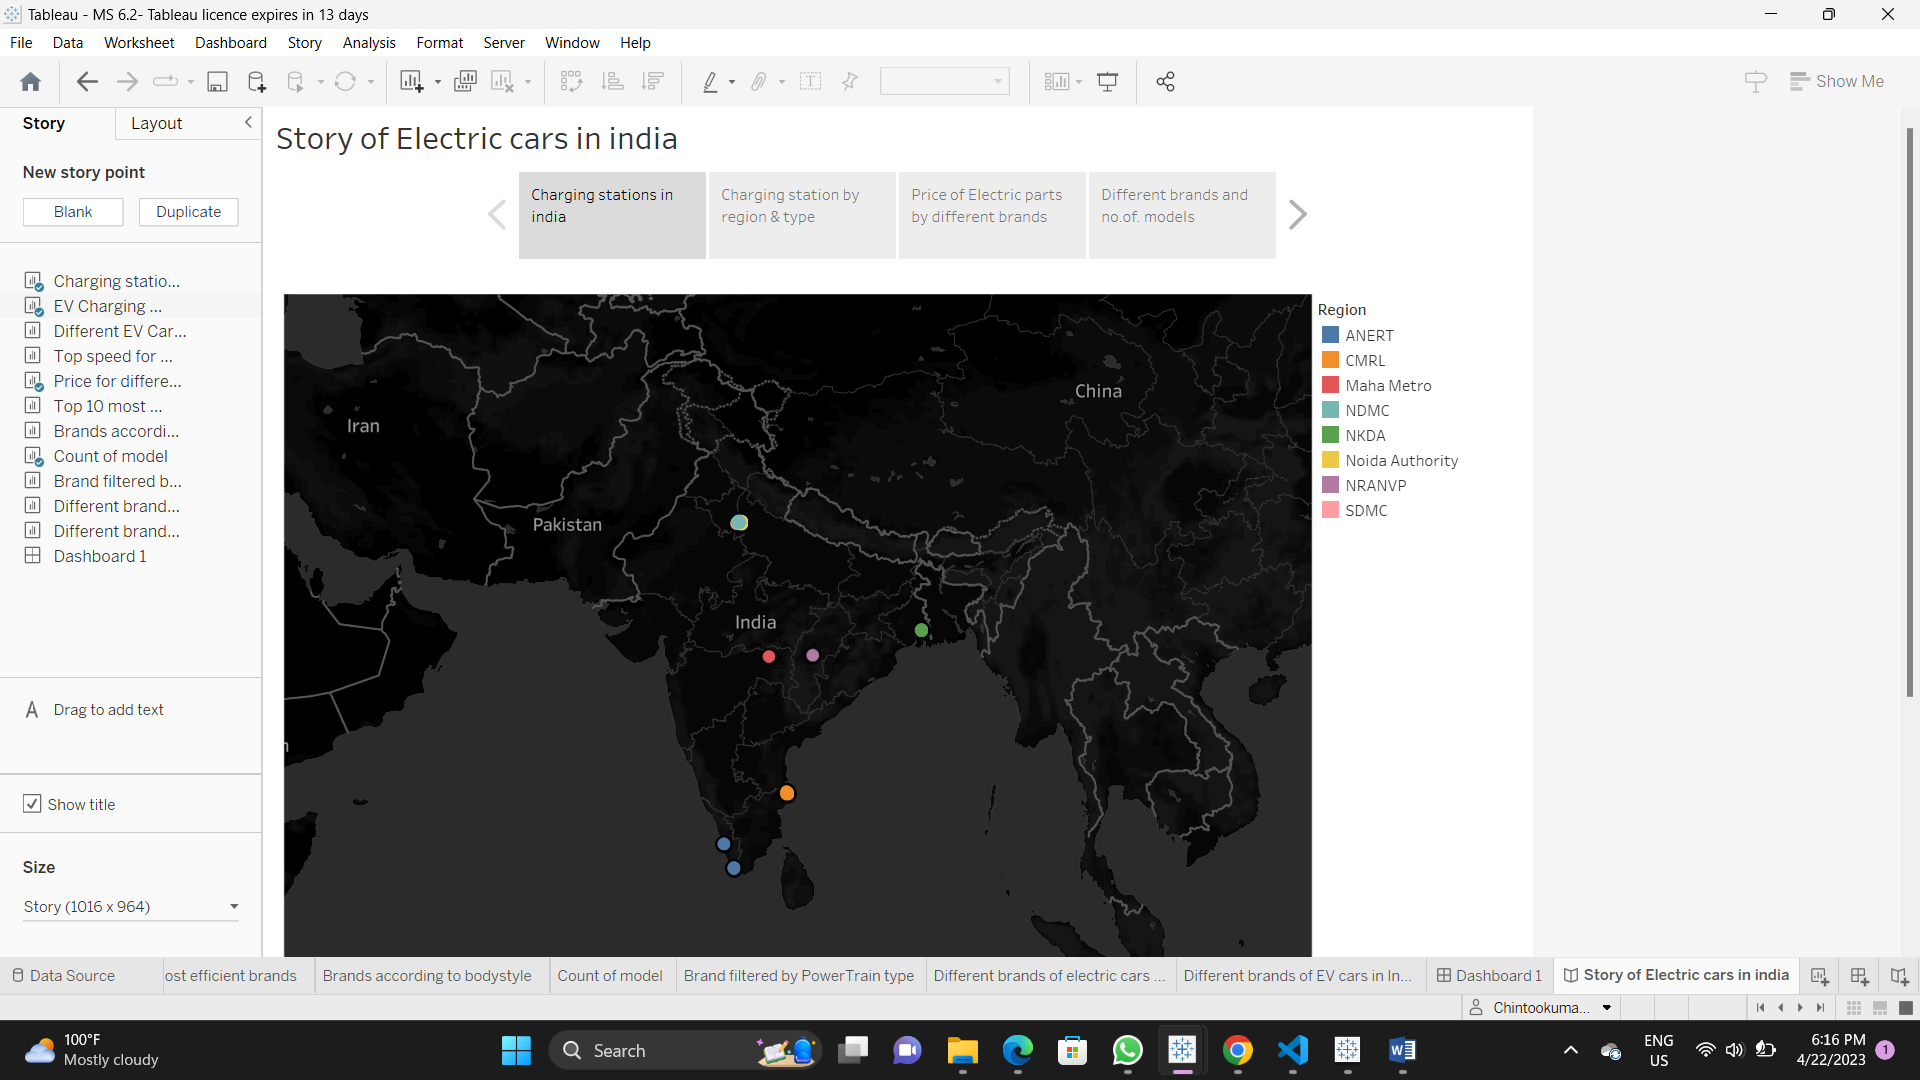 Tableau - MS 6.2- Tableau licence expires in 13 days
File Data Worksheet Dashboard Story Analysis Format Server Window Help
Show Me
Story Layout
New story point
Blank Duplicate
Charging statio...
EV Charging ...
Different EV Car...
Top speed for ...
Price for differe...
Top 10 most ...
Brands accordi...
Count of model
Brand filtered b...
Different brand...
Different brand...
Dashboard 1
A Drag to add text
Show title
Size
Story (1016 x 964)
Story of Electric cars in india
Charging stations in
india
Charging station by
region & type
Price of Electric parts
by different brands
Different brands and
no.of. models
Iran
China
Pakistan
India
n
Region
ANERT
CMRL
Maha Metro
NDMC
NKDA
Noida Authority
NRANVP
SDMC
Data Source ost efficient brands Brands according to bodystyle Count of model Brand filtered by PowerTrain type Different brands of electric cars ... Different brands of EV cars in In... Dashboard 1 Story of Electric cars in india
Chintookuma...
100°F
Mostly cloudy
Search
ENG
US
6:16 PM
4/22/2023
1